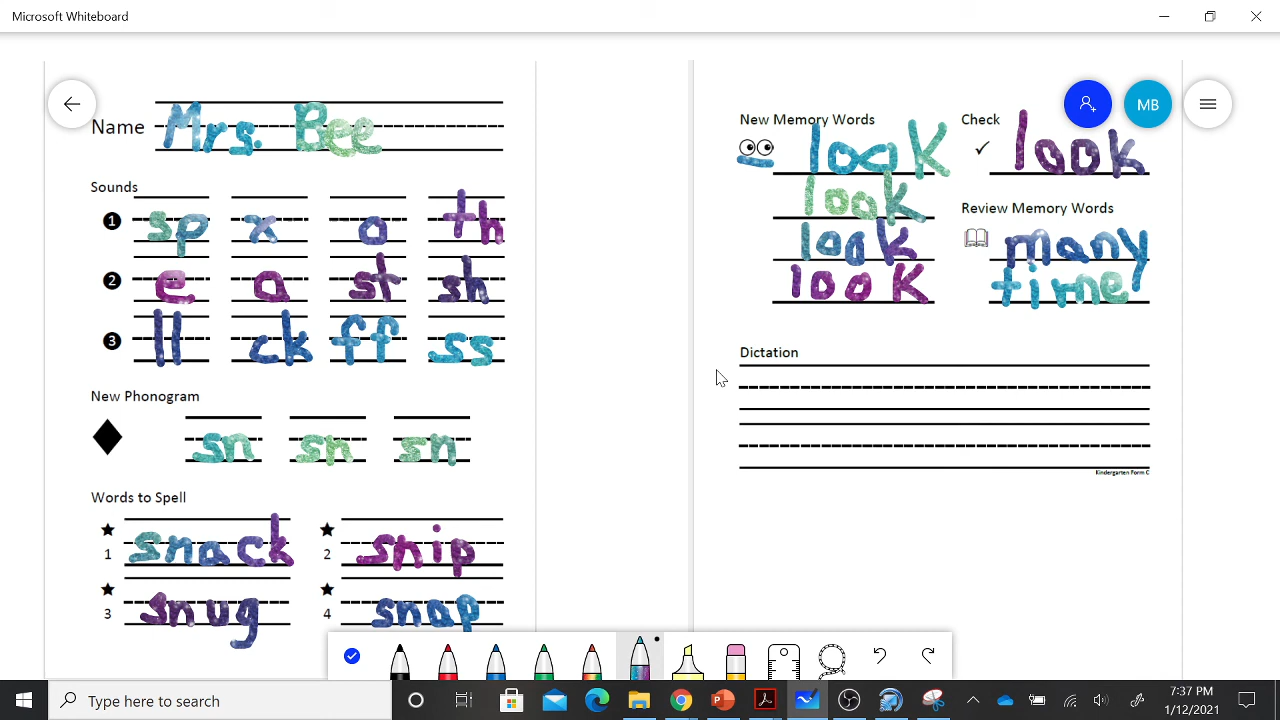 Microsoft Whiteboard
Name Mrs. Bee
Sounds
1 sp x o th
2 e a st sh
3 ll ck ff ss
New Phonogram
sn sn sn
Words to Spell
1 snack 2 snip
3 snug 4 snap
MB
New Memory Words Check
look ✓ look
look
Review Memory Words
look many
look time
Dictation
Kindergarten Form C
Type here to search
7:37 PM
1/12/2021